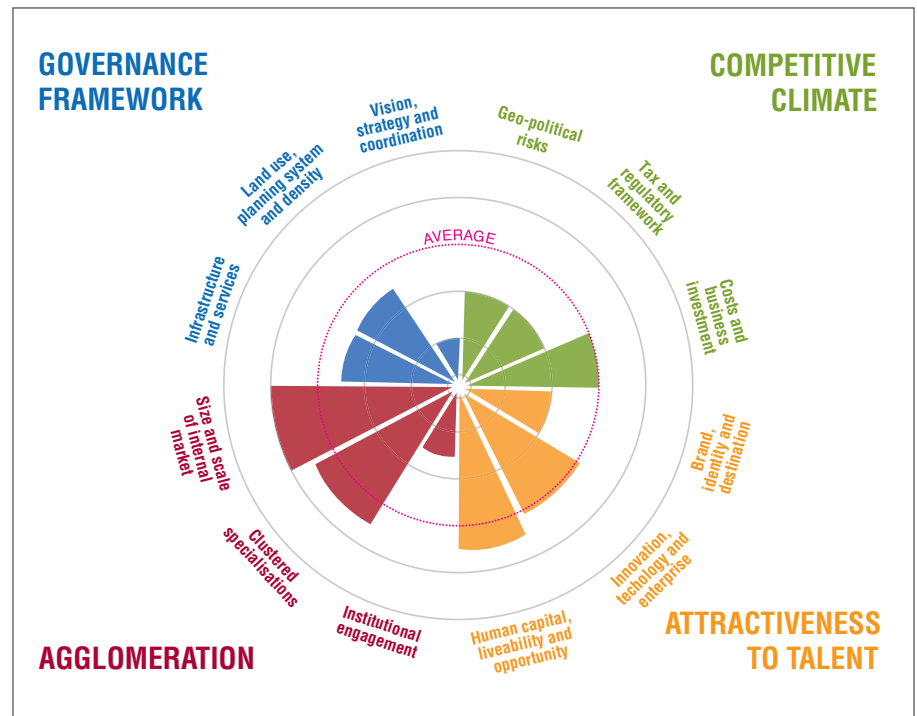 GOVERNANCE
FRAMEWORK
COMPETITIVE
CLIMATE
Vision,
strategy and
coordination
Geo-political
risks
Land use,
planning system
and density
Tax and
regulatory
framework
Infrastructure
and services
AVERAGE
Costs and
business
investment
Size and scale
of internal
market
Brand,
identity and
destination
Clustered
specialisations
Innovation,
techology and
enterprise
Institutional
engagement
Human capital,
liveability and
opportunity
AGGLOMERATION
ATTRACTIVENESS
TO TALENT